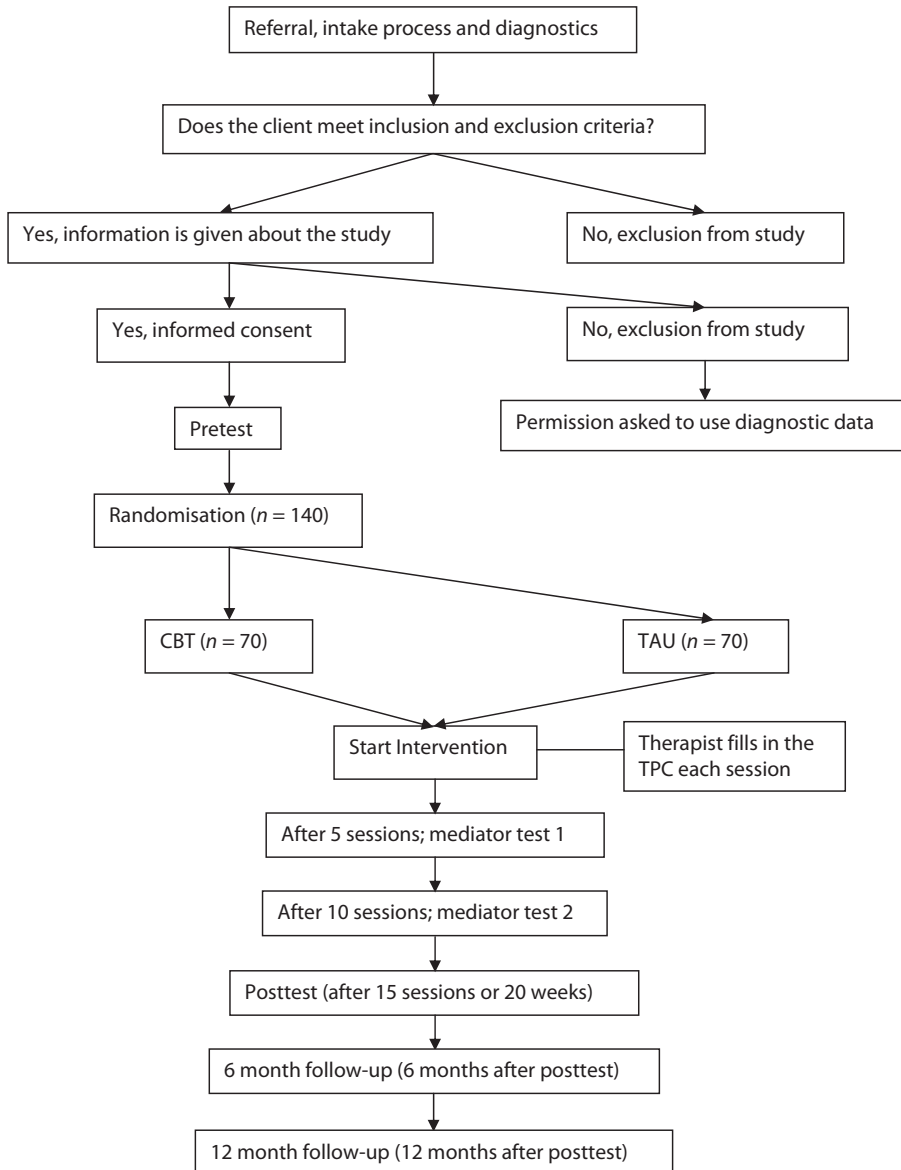 Referral, intake process and diagnostics
Does the client meet inclusion and exclusion criteria?
Yes, information is given about the study
No, exclusion from study
Yes, informed consent
No, exclusion from study
Pretest
Permission asked to use diagnostic data
Randomisation (n = 140)
CBT (n = 70)
TAU (n = 70)
Start Intervention
Therapist fills in the
TPC each session
After 5 sessions; mediator test 1
After 10 sessions; mediator test 2
Posttest (after 15 sessions or 20 weeks)
6 month follow-up (6 months after posttest)
12 month follow-up (12 months after posttest)